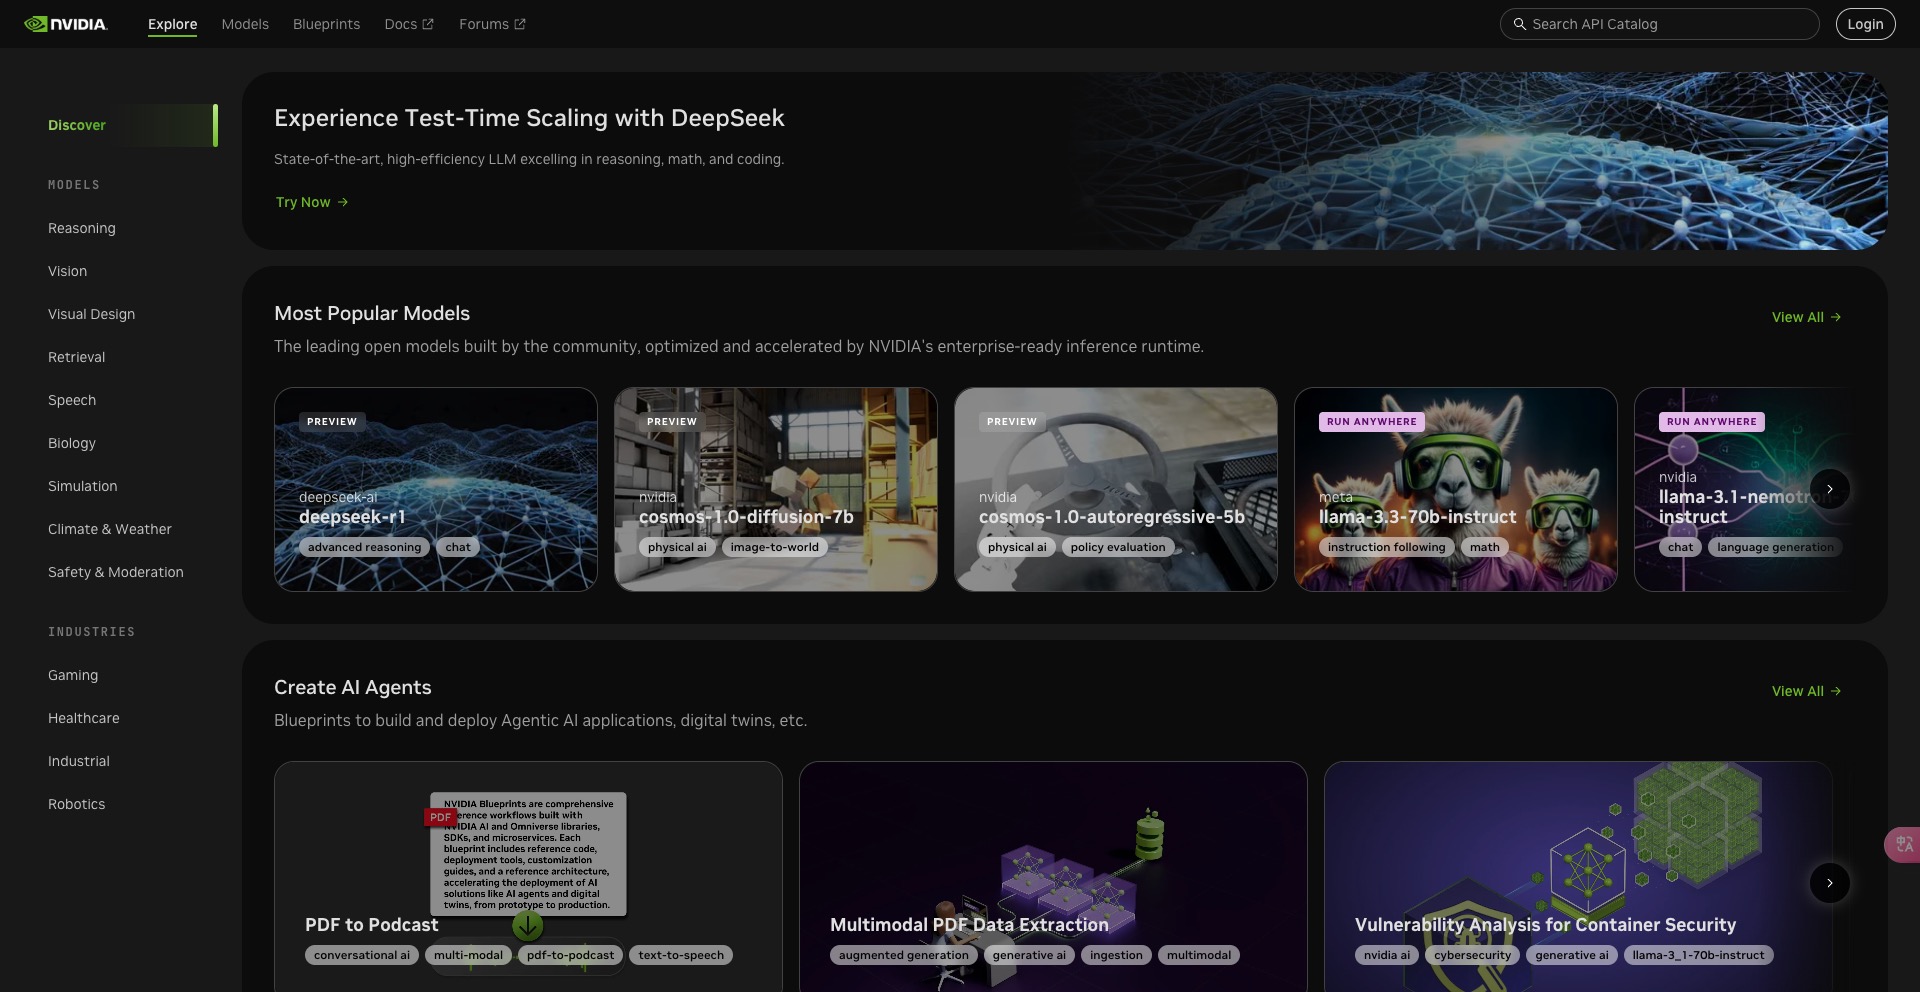 NVIDIA.
Explore
Models
Blueprints
Docs
Forums
Search API Catalog
Login
Discover
MODELS
Reasoning
Vision
Visual Design
Retrieval
Speech
Biology
Simulation
Climate & Weather
Safety & Moderation
INDUSTRIES
Gaming
Healthcare
Industrial
Robotics
Experience Test-Time Scaling with DeepSeek
State-of-the-art, high-efficiency LLM excelling in reasoning, math, and coding.
Try Now →
Most Popular Models
View All →
The leading open models built by the community, optimized and accelerated by NVIDIA's enterprise-ready inference runtime.
PREVIEW
deepseek-ai
deepseek-r1
advanced reasoning
chat
PREVIEW
nvidia
cosmos-1.0-diffusion-7b
physical ai
image-to-world
PREVIEW
nvidia
cosmos-1.0-autoregressive-5b
physical ai
policy evaluation
RUN ANYWHERE
meta
llama-3.3-70b-instruct
instruction following
math
RUN ANYWHERE
nvidia
llama-3.1-nemotron-
instruct
chat
language generation
Create AI Agents
View All →
Blueprints to build and deploy Agentic AI applications, digital twins, etc.
PDF
NVIDIA Blueprints are comprehensive
erence workflows built with
NVIDIA AI and Omniverse libraries,
SDKs, and microservices. Each
blueprint includes reference code,
deployment tools, customization
guides, and a reference architecture,
accelerating the deployment of AI
solutions like AI agents and digital
twins, from prototype to production.
PDF to Podcast
conversational ai
multi-modal
pdf-to-podcast
text-to-speech
Multimodal PDF Data Extraction
augmented generation
generative ai
ingestion
multimodal
Vulnerability Analysis for Container Security
nvidia ai
cybersecurity
generative ai
llama-3_1-70b-instruct